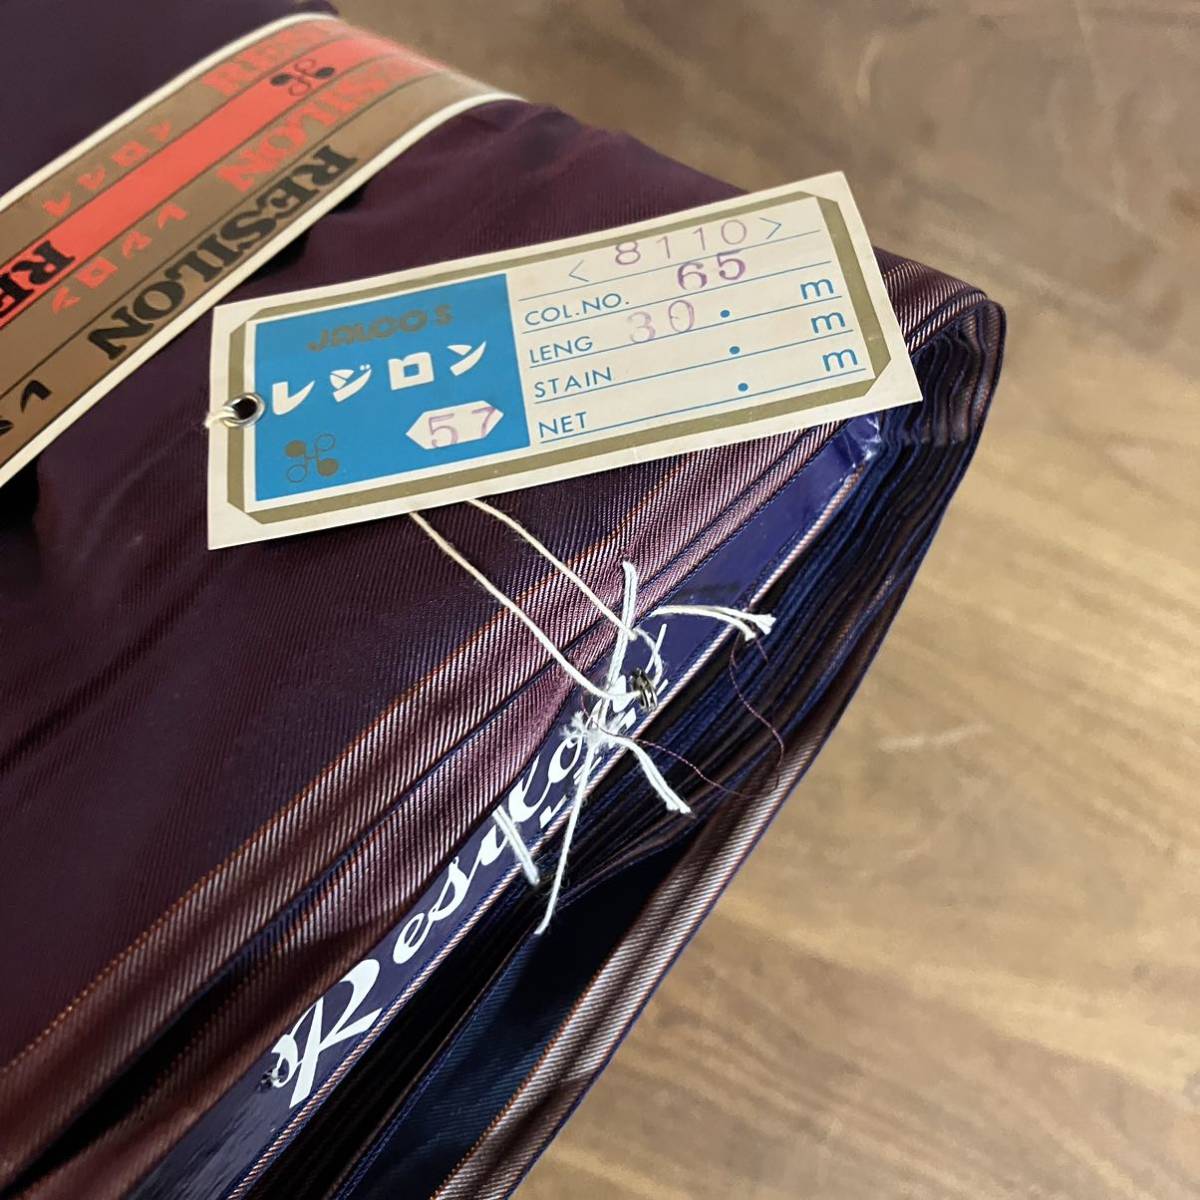 RESILON
レジロン
RESILON
レジロン
RESILON
JALCO'S
レジロン
57
< 8110 >
COL.NO. 65
LENG 30. m
STAIN . m
NET . m
Resilon